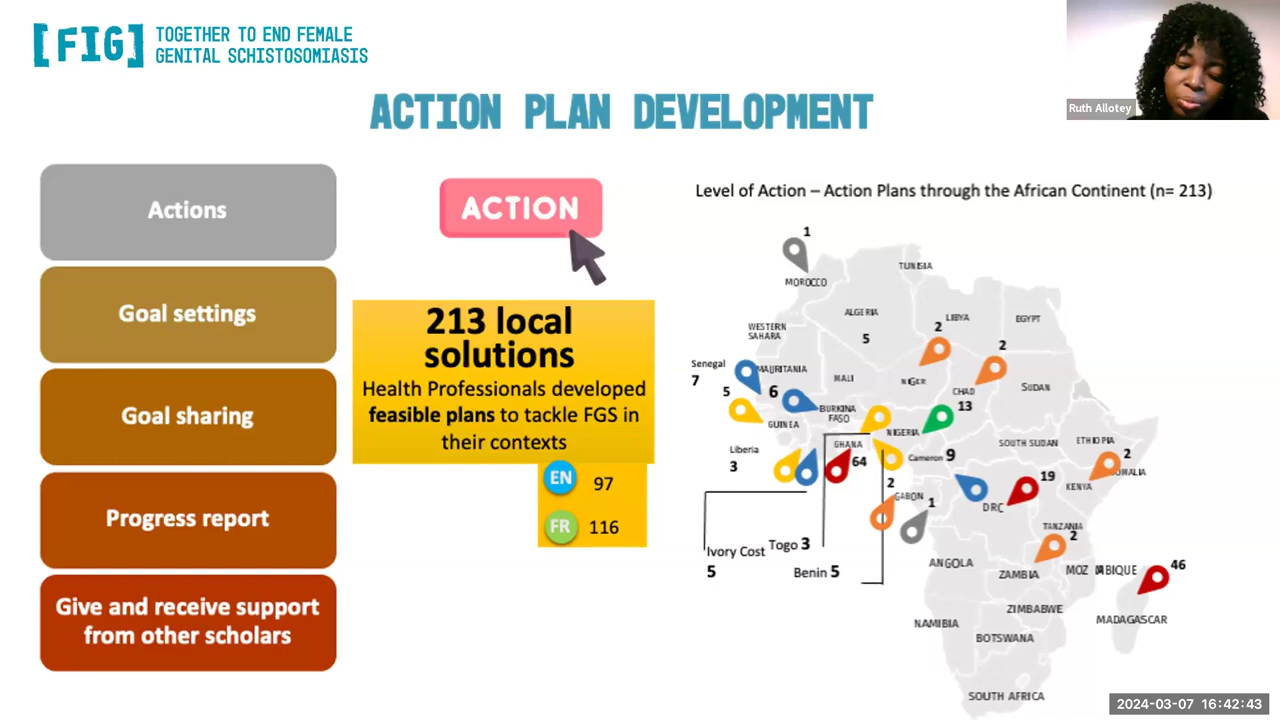 [FIG] TOGETHER TO END FEMALE
GENITAL SCHISTOSOMIASIS
Ruth Allotey
ACTION PLAN DEVELOPMENT
Actions
Goal settings
Goal sharing
Progress report
Give and receive support
from other scholars
ACTION
213 local
solutions
Health Professionals developed
feasible plans to tackle FGS in
their contexts
EN 97
FR 116
Level of Action – Action Plans through the African Continent (n= 213)
1
MOROCCO
TUNISIA
ALGERIA
5
LIBYA
EGYPT
WESTERN
SAHARA
2
2
Senegal
7
MAURITANIA
MALI
NIGER
CHAD
SUDAN
5
6
GUINEA
BURKINA
FASO
NIGERIA
13
Liberia
3
GHANA
64
Cameron 9
SOUTH SUDAN
ETHIOPIA
2
OMALIA
KENYA
2
GABON
1
DRC
19
Ivory Cost
5
Togo 3
Benin 5
TANZANIA
2
ANGOLA
ZAMBIA
MOZ MBIQUE
46
MADAGASCAR
ZIMBABWE
NAMIBIA
BOTSWANA
SOUTH AFRICA
2024-03-07 16:42:43